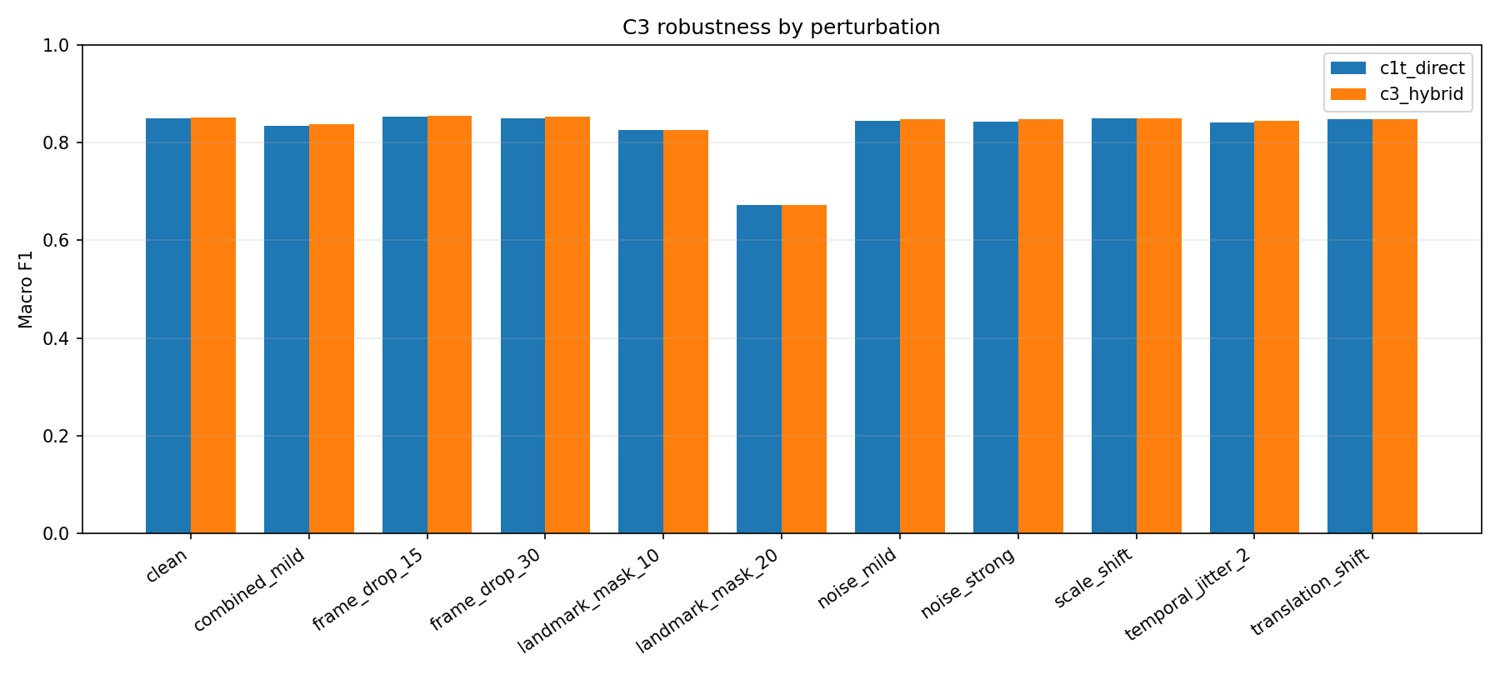 C3 robustness by perturbation
c1t_direct
c3_hybrid
Macro F1
1.0
0.8
0.6
0.4
0.2
0.0
clean
combined_mild
frame_drop_15
frame_drop_30
landmark_mask_10
landmark_mask_20
noise_mild
noise_strong
scale_shift
temporal_jitter_2
translation_shift